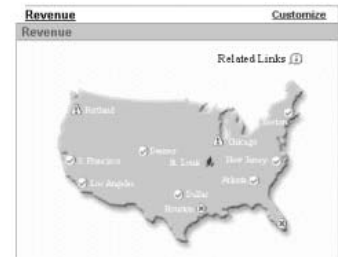 Revenue Customize
Revenue
Related Links
Portland
Boston
Chicago
Denver
S. Francisco
St. Louis
New Jersey
Los Angeles
Atlanta
Dallas
Houston